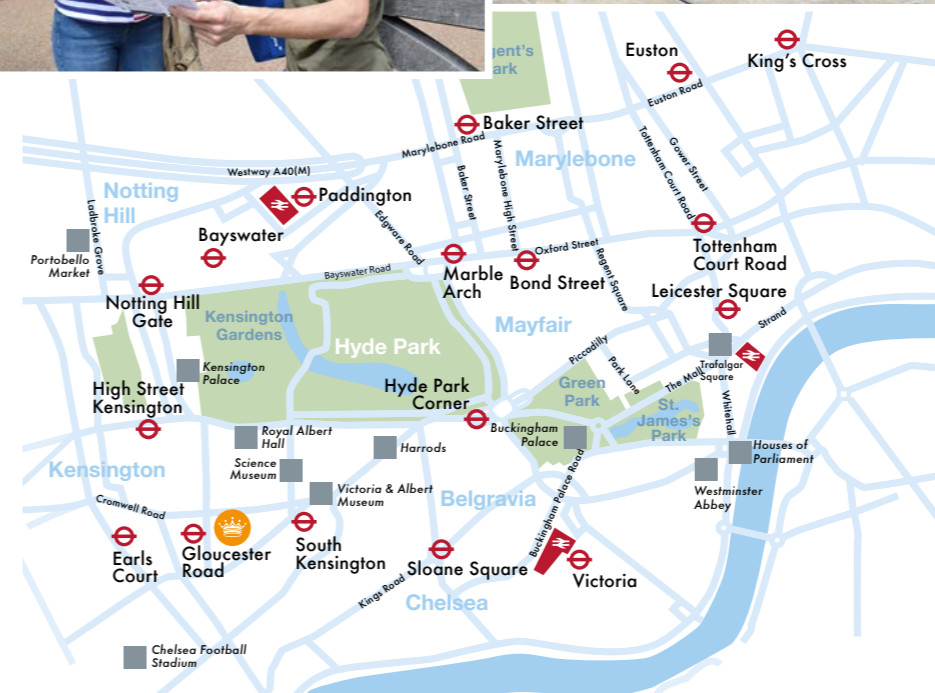 gent's
ark
Euston
King's Cross
Euston Road
Baker Street
Marylebone Road
Marylebone
Tottenham Court Road
Gower Street
Westway A40(M)
Notting
Hill
Paddington
Baker Street
Marylebone High Street
Ladbroke Grove
Bayswater
Edgware Road
Portobello
Market
Oxford Street
Tottenham
Court Road
Bayswater Road
Marble
Arch
Bond Street
Regent Square
Leicester Square
Notting Hill
Gate
Kensington
Gardens
Mayfair
Strand
Hyde Park
Piccadilly
Trafalgar
Square
Kensington
Palace
Park Lane
The Mall
High Street
Kensington
Hyde Park
Corner
Green
Park
St.
James's
Park
Whitehall
Royal Albert
Hall
Harrods
Buckingham
Palace
Houses of
Parliament
Kensington
Science
Museum
Victoria & Albert
Museum
Belgravia
Buckingham Palace Road
Westminster
Abbey
Cromwell Road
Earls
Court
Gloucester
Road
South
Kensington
Sloane Square
Victoria
Kings Road
Chelsea
Chelsea Football
Stadium